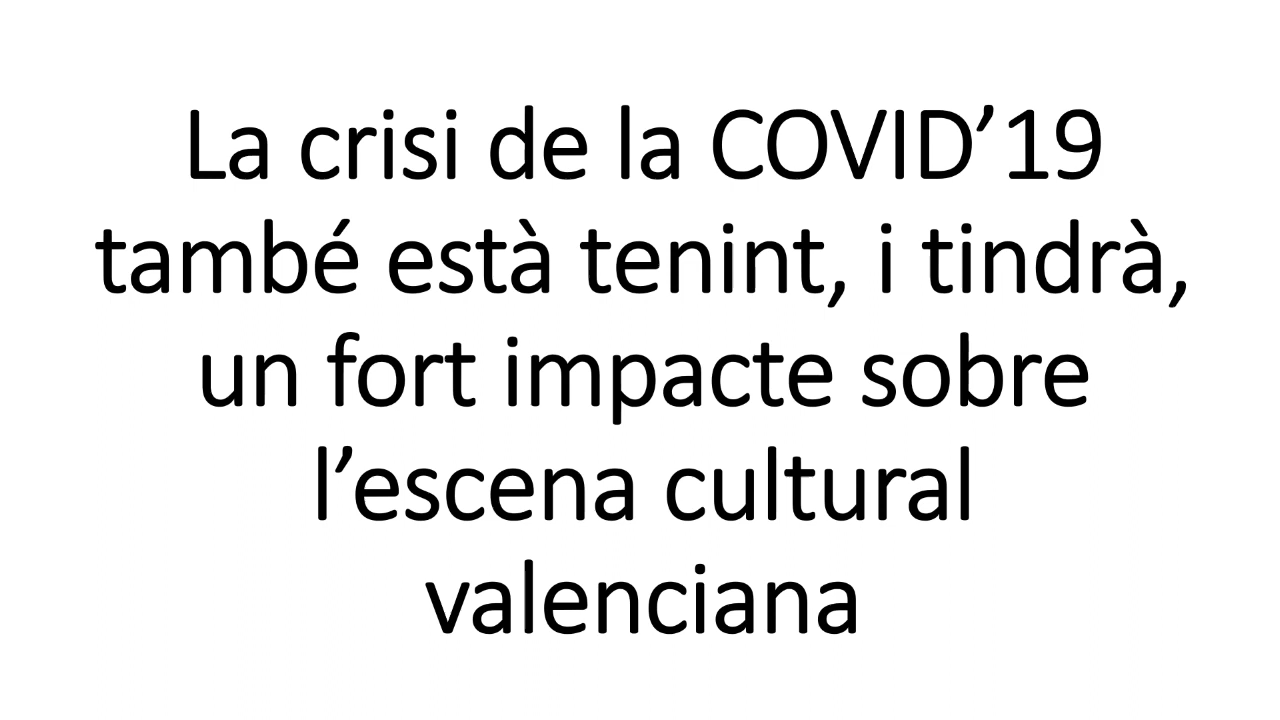 La crisi de la COVID’19
també està tenint, i tindrà,
un fort impacte sobre
l’escena cultural
valenciana